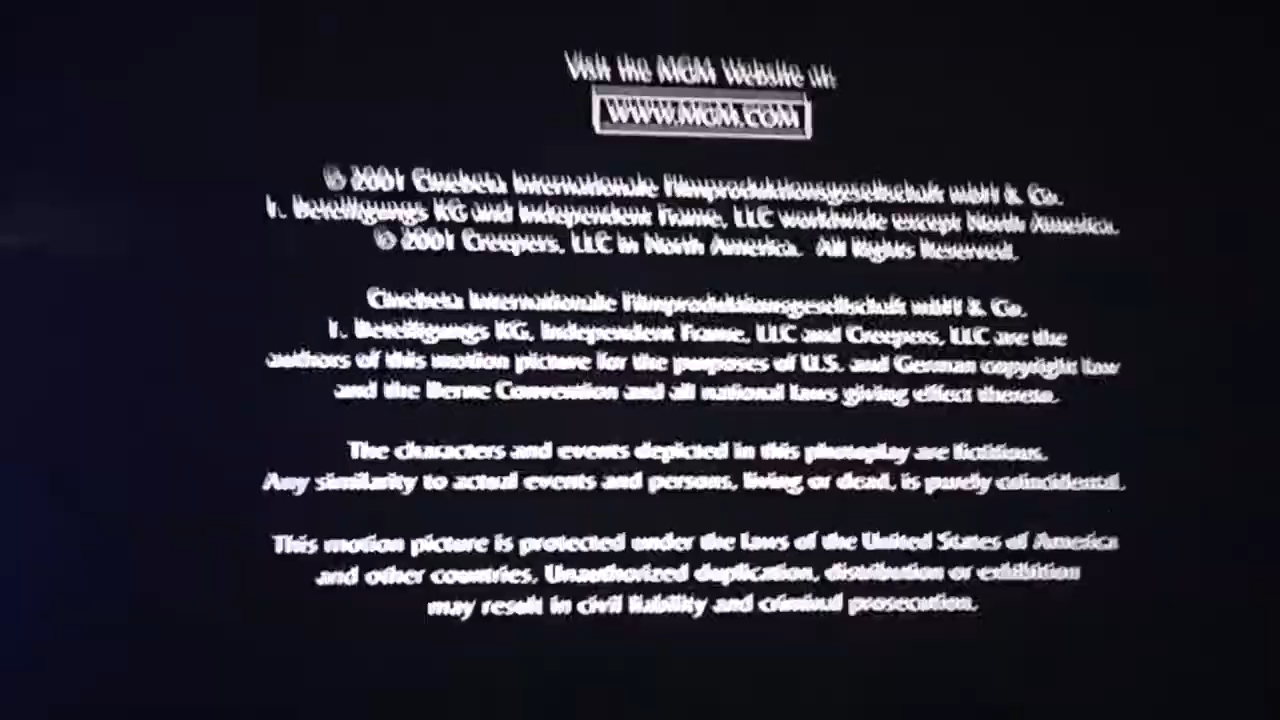 Visit the MGM Website at:
WWW.MGM.COM
© 2001 Cinebeta Internationale Filmproduktionsgesellschaft mbH & Co.
1. Beteiligungs KG and Independent Frame, LLC worldwide except North America.
© 2001 Creepers, LLC in North America. All Rights Reserved.
Cinebeta Internationale Filmproduktionsgesellschaft mbH & Co.
1. Beteiligungs KG, Independent Frame, LLC and Creepers, LLC are the
authors of this motion picture for the purposes of U.S. and German copyright law
and the Berne Convention and all national laws giving effect thereto.
The characters and events depicted in this photoplay are fictitious.
Any similarity to actual events and persons, living or dead, is purely coincidental.
This motion picture is protected under the laws of the United States of America
and other countries. Unauthorized duplication, distribution or exhibition
may result in civil liability and criminal prosecution.